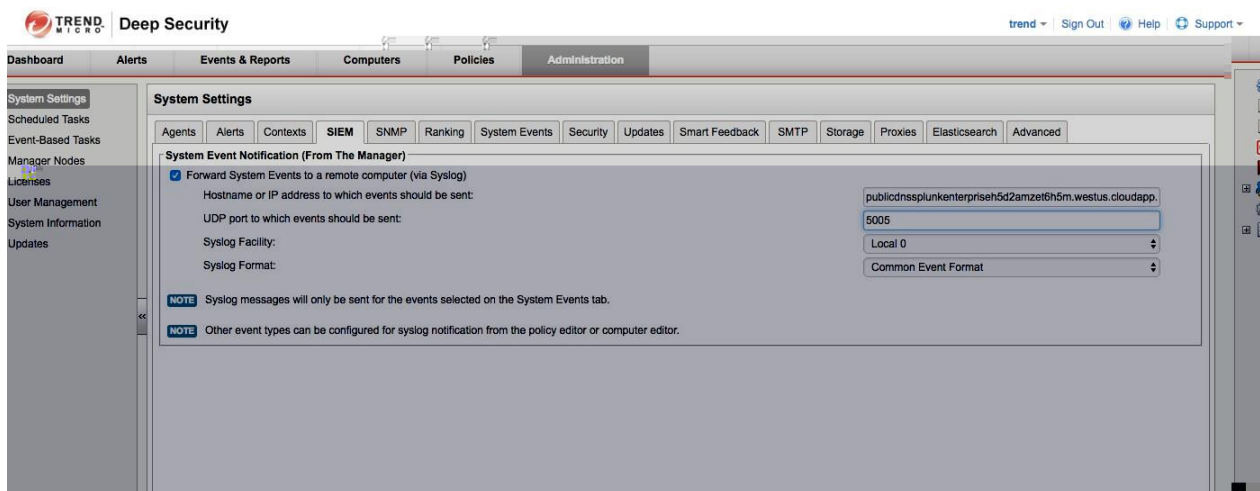 TREND MICRO Deep Security
trend Sign Out Help Support
Dashboard Alerts Events & Reports Computers Policies Administration
System Settings
Scheduled Tasks
Event-Based Tasks
Manager Nodes
Licenses
User Management
System Information
Updates
System Settings
Agents Alerts Contexts SIEM SNMP Ranking System Events Security Updates Smart Feedback SMTP Storage Proxies Elasticsearch Advanced
System Event Notification (From The Manager)
Forward System Events to a remote computer (via Syslog)
Hostname or IP address to which events should be sent: publicdnssplunkenterpriseh5d2amzet6h5m.westus.cloudapp.
UDP port to which events should be sent: 5005
Syslog Facility: Local 0
Syslog Format: Common Event Format
NOTE Syslog messages will only be sent for the events selected on the System Events tab.
NOTE Other event types can be configured for syslog notification from the policy editor or computer editor.